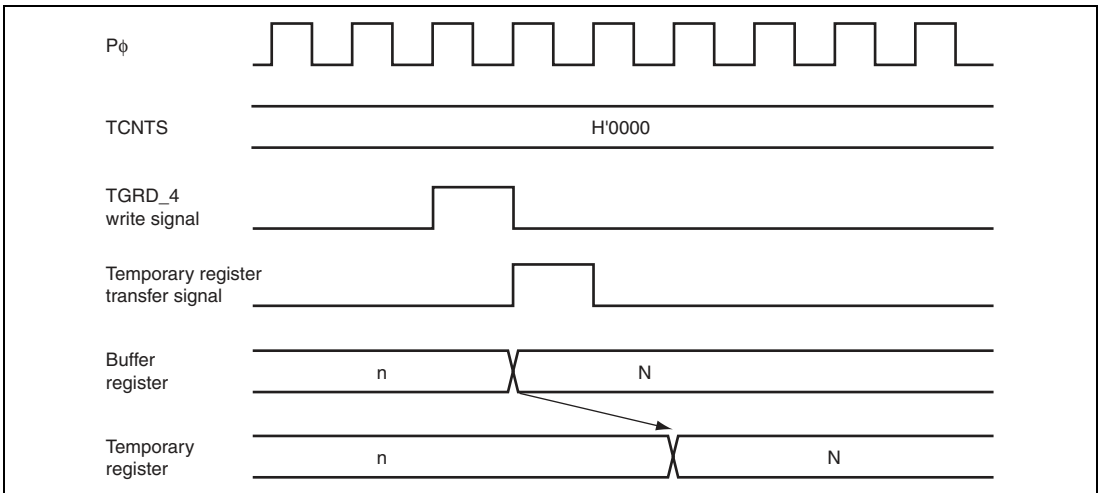 Pϕ
TCNTS
H'0000
TGRD_4
write signal
Temporary register
transfer signal
Buffer
register
n
N
Temporary
register
n
N